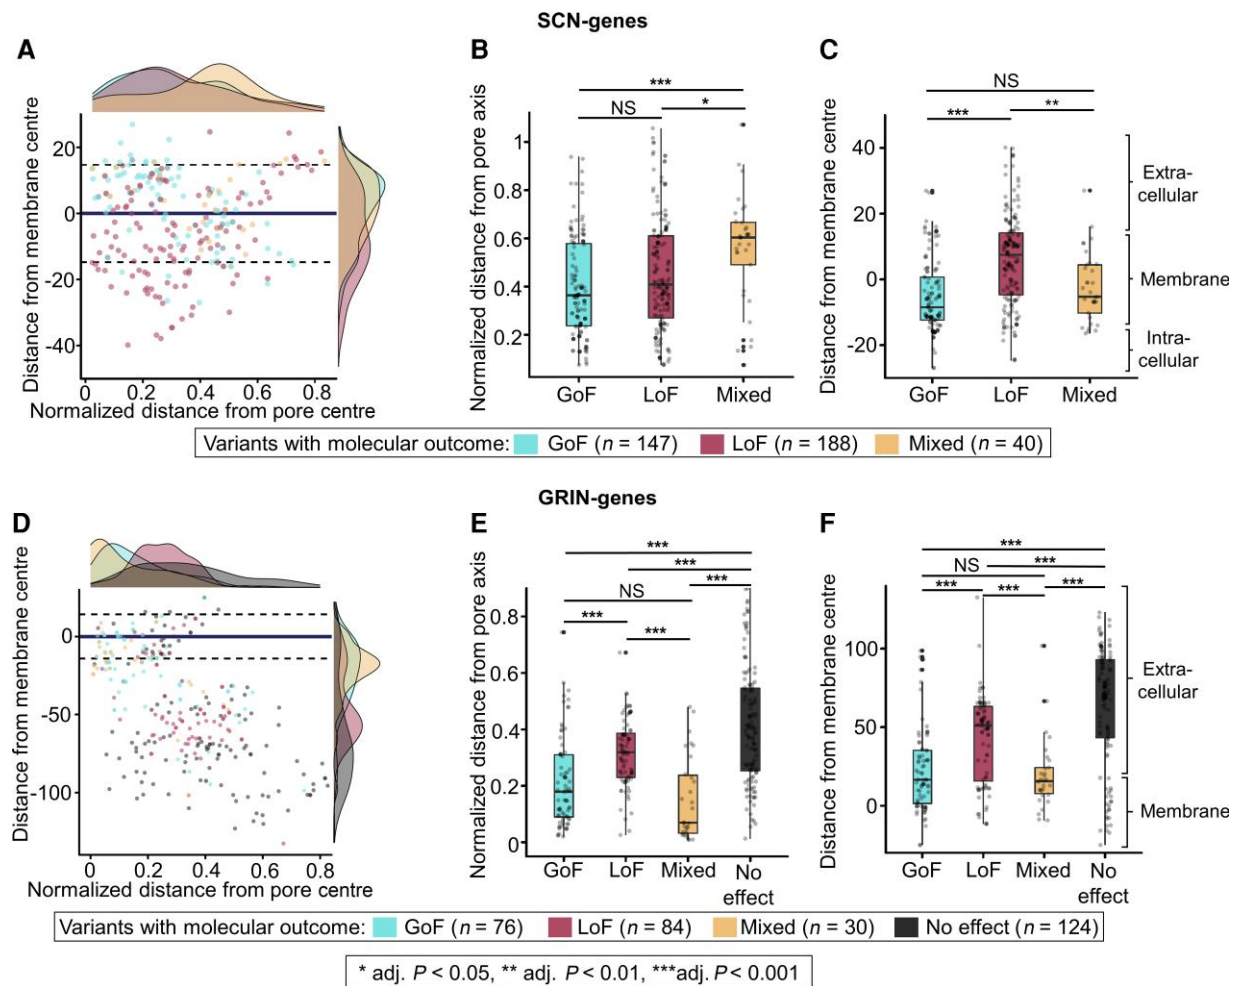 SCN-genes
A
Distance from membrane centre
20
0
-20
-40
0
0.2
0.4
0.6
0.8
Normalized distance from pore centre
B
Normalized distance from pore axis
1
0.8
0.6
0.4
0.2
***
NS
*
GoF
LoF
Mixed
C
Distance from membrane centre
40
20
0
-20
NS
***
**
GoF
LoF
Mixed
Extra-
cellular
Membrane
Intra-
cellular
Variants with molecular outcome: GoF (n = 147) LoF (n = 188) Mixed (n = 40)
GRIN-genes
D
Distance from membrane centre
0
-50
-100
0
0.2
0.4
0.6
0.8
Normalized distance from pore centre
E
Normalized distance from pore axis
0.8
0.6
0.4
0.2
0
***
***
***
NS
***
***
GoF
LoF
Mixed
No
effect
F
Distance from membrane centre
100
50
0
***
***
NS
***
***
***
GoF
LoF
Mixed
No
effect
Extra-
cellular
Membrane
Variants with molecular outcome: GoF (n = 76) LoF (n = 84) Mixed (n = 30) No effect (n = 124)
* adj. P < 0.05, ** adj. P < 0.01, ***adj. P < 0.001